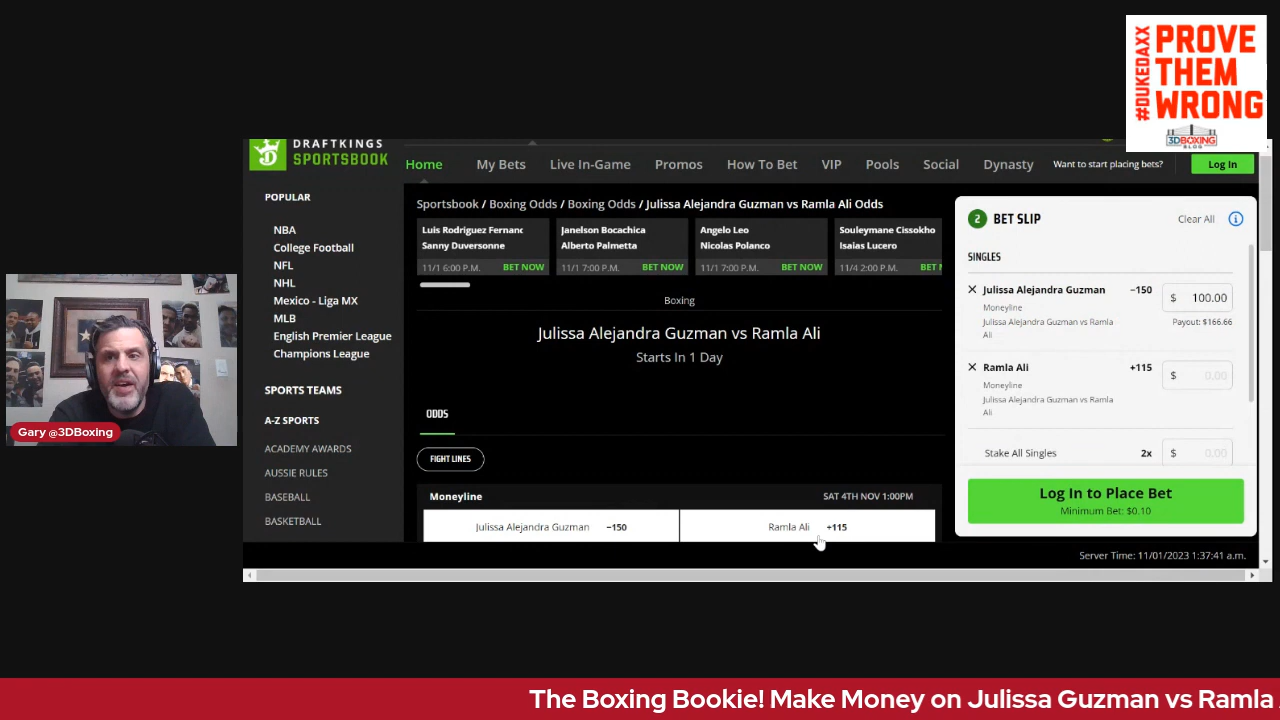 #DUKEDAXX
PROVE
THEM
WRONG
3DBOXING
BLOG
DRAFTKINGS
SPORTSBOOK
Home
My Bets
Live In-Game
Promos
How To Bet
VIP
Pools
Social
Dynasty
Want to start placing bets?
Log In
POPULAR
NBA
College Football
NFL
NHL
Mexico - Liga MX
MLB
English Premier League
Champions League
SPORTS TEAMS
A-Z SPORTS
ACADEMY AWARDS
AUSSIE RULES
BASEBALL
BASKETBALL
Sportsbook / Boxing Odds / Boxing Odds / Julissa Alejandra Guzman vs Ramla Ali Odds
Luis Rodriguez Fernanc
Sanny Duversonne
11/1 6:00 P.M. BET NOW
Janelson Bocachica
Alberto Palmetta
11/1 7:00 P.M. BET NOW
Angelo Leo
Nicolas Polanco
11/1 7:00 P.M. BET NOW
Souleymane Cissokho
Isaias Lucero
11/4 2:00 P.M. BET
Boxing
Julissa Alejandra Guzman vs Ramla Ali
Starts In 1 Day
ODDS
FIGHT LINES
Moneyline SAT 4TH NOV 1:00PM
Julissa Alejandra Guzman −150
Ramla Ali +115
2 BET SLIP Clear All
SINGLES
Julissa Alejandra Guzman −150 $ 100.00
Moneyline
Payout: $166.66
Julissa Alejandra Guzman vs Ramla
Ali
Ramla Ali +115 $ 0.00
Moneyline
Julissa Alejandra Guzman vs Ramla
Ali
Stake All Singles 2x $ 0.00
Log In to Place Bet
Minimum Bet: $0.10
Server Time: 11/01/2023 1:37:41 a.m.
Gary @3DBoxing
The Boxing Bookie! Make Money on Julissa Guzman vs Ramla